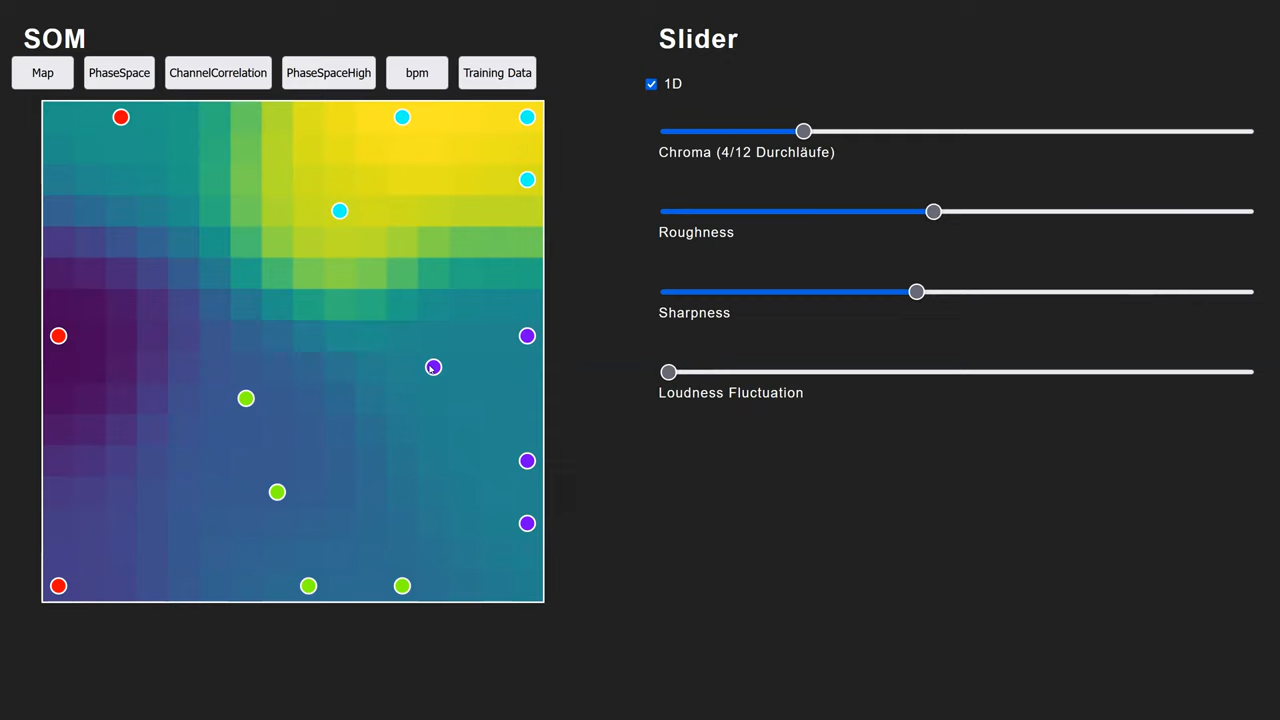 SOM
Map PhaseSpace ChannelCorrelation PhaseSpaceHigh bpm Training Data
Slider
1D
Chroma (4/12 Durchläufe)
Roughness
Sharpness
Loudness Fluctuation